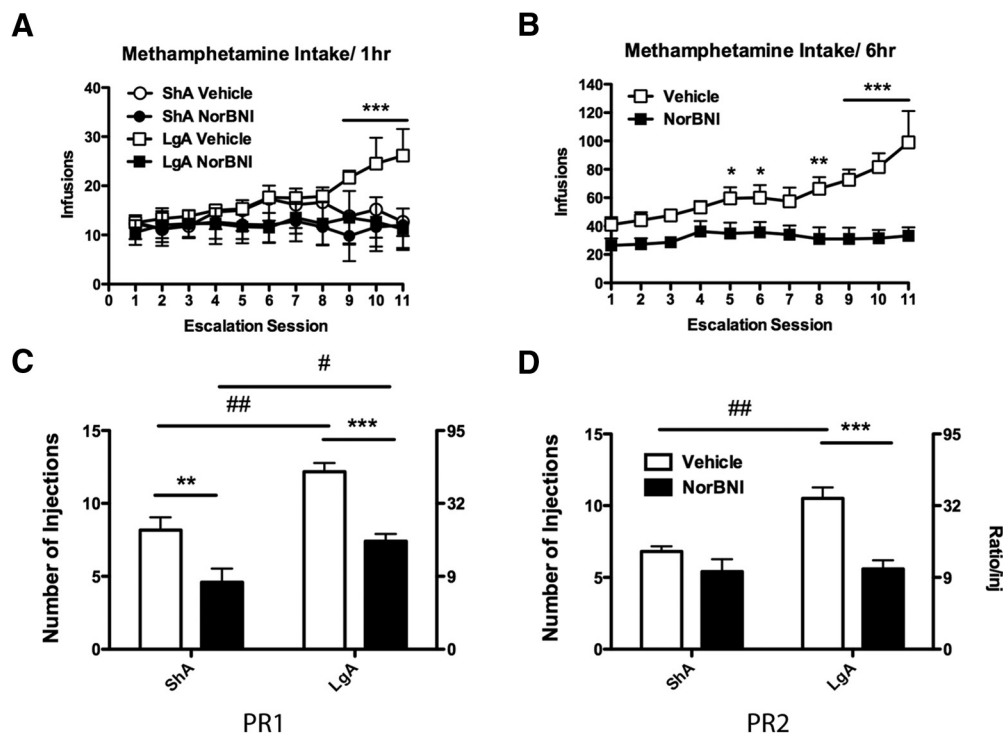 A
Methamphetamine Intake/ 1hr
40
30
20
10
0
Infusions
ShA Vehicle
ShA NorBNI
LgA Vehicle
LgA NorBNI
***
0 1 2 3 4 5 6 7 8 9 10 11
Escalation Session
B
Methamphetamine Intake/ 6hr
140
120
100
80
60
40
20
0
Infusions
Vehicle
NorBNI
* * ** ***
1 2 3 4 5 6 7 8 9 10 11
Escalation Session
C
#
##
***
**
15
10
5
0
Number of Injections
95
32
9
0
ShA LgA
PR1
D
##
***
15
10
5
0
Number of Injections
Vehicle
NorBNI
95
32
9
0
Ratio/inj
ShA LgA
PR2